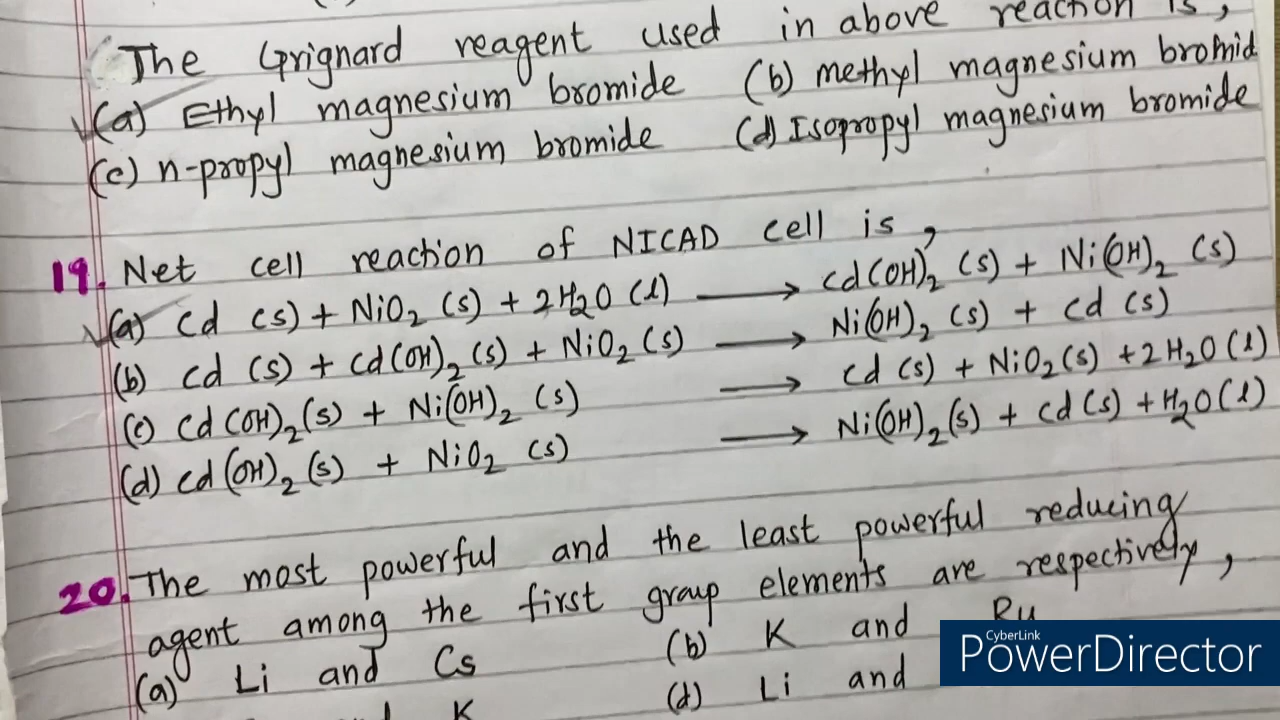 The Grignard reagent used in above reaction is,
(a) Ethyl magnesium bromide (b) methyl magnesium bromid
(c) n-propyl magnesium bromide (d) Isopropyl magnesium bromide
19. Net cell reaction of NICAD cell is,
(a) Cd (s) + NiO₂ (s) + 2H₂O (l) ⟶ Cd(OH)₂ (s) + Ni(OH)₂ (s)
(b) Cd (s) + Cd(OH)₂ (s) + NiO₂ (s) ⟶ Ni(OH)₂ (s) + Cd (s)
(c) Cd(OH)₂(s) + Ni(OH)₂ (s) ⟶ Cd (s) + NiO₂(s) + 2H₂O(l)
(d) Cd(OH)₂(s) + NiO₂ (s) ⟶ Ni(OH)₂(s) + Cd(s) + H₂O(l)
20. The most powerful and the least powerful reducing
agent among the first group elements are respectively,
(a) Li and Cs (b) K and
K (d) Li and
CyberLink
PowerDirector